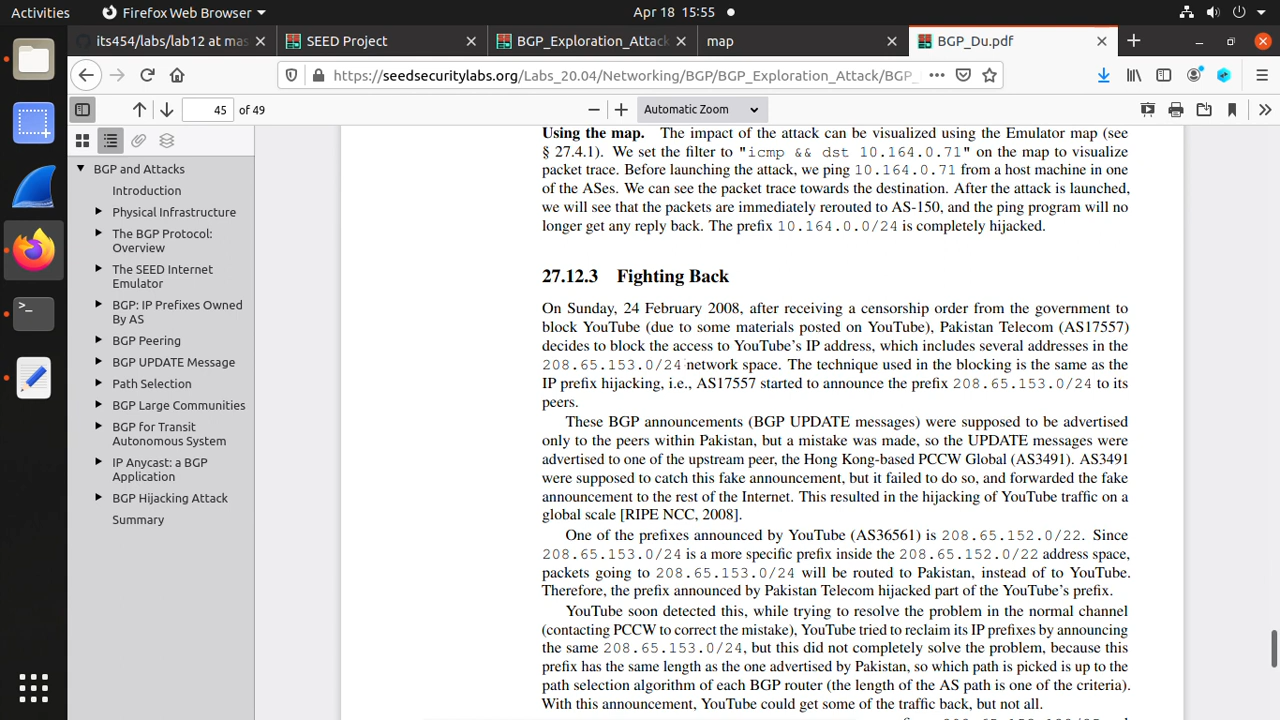 Activities
Firefox Web Browser
Apr 18 15:55
its454/labs/lab12 at mas
SEED Project
BGP_Exploration_Attack
map
BGP_Du.pdf
https://seedsecuritylabs.org/Labs_20.04/Networking/BGP/BGP_Exploration_Attack/BGP_
45 of 49
Automatic Zoom
BGP and Attacks
Introduction
Physical Infrastructure
The BGP Protocol:
Overview
The SEED Internet
Emulator
BGP: IP Prefixes Owned
By AS
BGP Peering
BGP UPDATE Message
Path Selection
BGP Large Communities
BGP for Transit
Autonomous System
IP Anycast: a BGP
Application
BGP Hijacking Attack
Summary
Using the map. The impact of the attack can be visualized using the Emulator map (see
§ 27.4.1). We set the filter to "icmp && dst 10.164.0.71" on the map to visualize
packet trace. Before launching the attack, we ping 10.164.0.71 from a host machine in one
of the ASes. We can see the packet trace towards the destination. After the attack is launched,
we will see that the packets are immediately rerouted to AS-150, and the ping program will no
longer get any reply back. The prefix 10.164.0.0/24 is completely hijacked.
27.12.3 Fighting Back
On Sunday, 24 February 2008, after receiving a censorship order from the government to
block YouTube (due to some materials posted on YouTube), Pakistan Telecom (AS17557)
decides to block the access to YouTube's IP address, which includes several addresses in the
208.65.153.0/24 network space. The technique used in the blocking is the same as the
IP prefix hijacking, i.e., AS17557 started to announce the prefix 208.65.153.0/24 to its
peers.
These BGP announcements (BGP UPDATE messages) were supposed to be advertised
only to the peers within Pakistan, but a mistake was made, so the UPDATE messages were
advertised to one of the upstream peer, the Hong Kong-based PCCW Global (AS3491). AS3491
were supposed to catch this fake announcement, but it failed to do so, and forwarded the fake
announcement to the rest of the Internet. This resulted in the hijacking of YouTube traffic on a
global scale [RIPE NCC, 2008].
One of the prefixes announced by YouTube (AS36561) is 208.65.152.0/22. Since
208.65.153.0/24 is a more specific prefix inside the 208.65.152.0/22 address space,
packets going to 208.65.153.0/24 will be routed to Pakistan, instead of to YouTube.
Therefore, the prefix announced by Pakistan Telecom hijacked part of the YouTube's prefix.
YouTube soon detected this, while trying to resolve the problem in the normal channel
(contacting PCCW to correct the mistake), YouTube tried to reclaim its IP prefixes by announcing
the same 208.65.153.0/24, but this did not completely solve the problem, because this
prefix has the same length as the one advertised by Pakistan, so which path is picked is up to the
path selection algorithm of each BGP router (the length of the AS path is one of the criteria).
With this announcement, YouTube could get some of the traffic back, but not all.